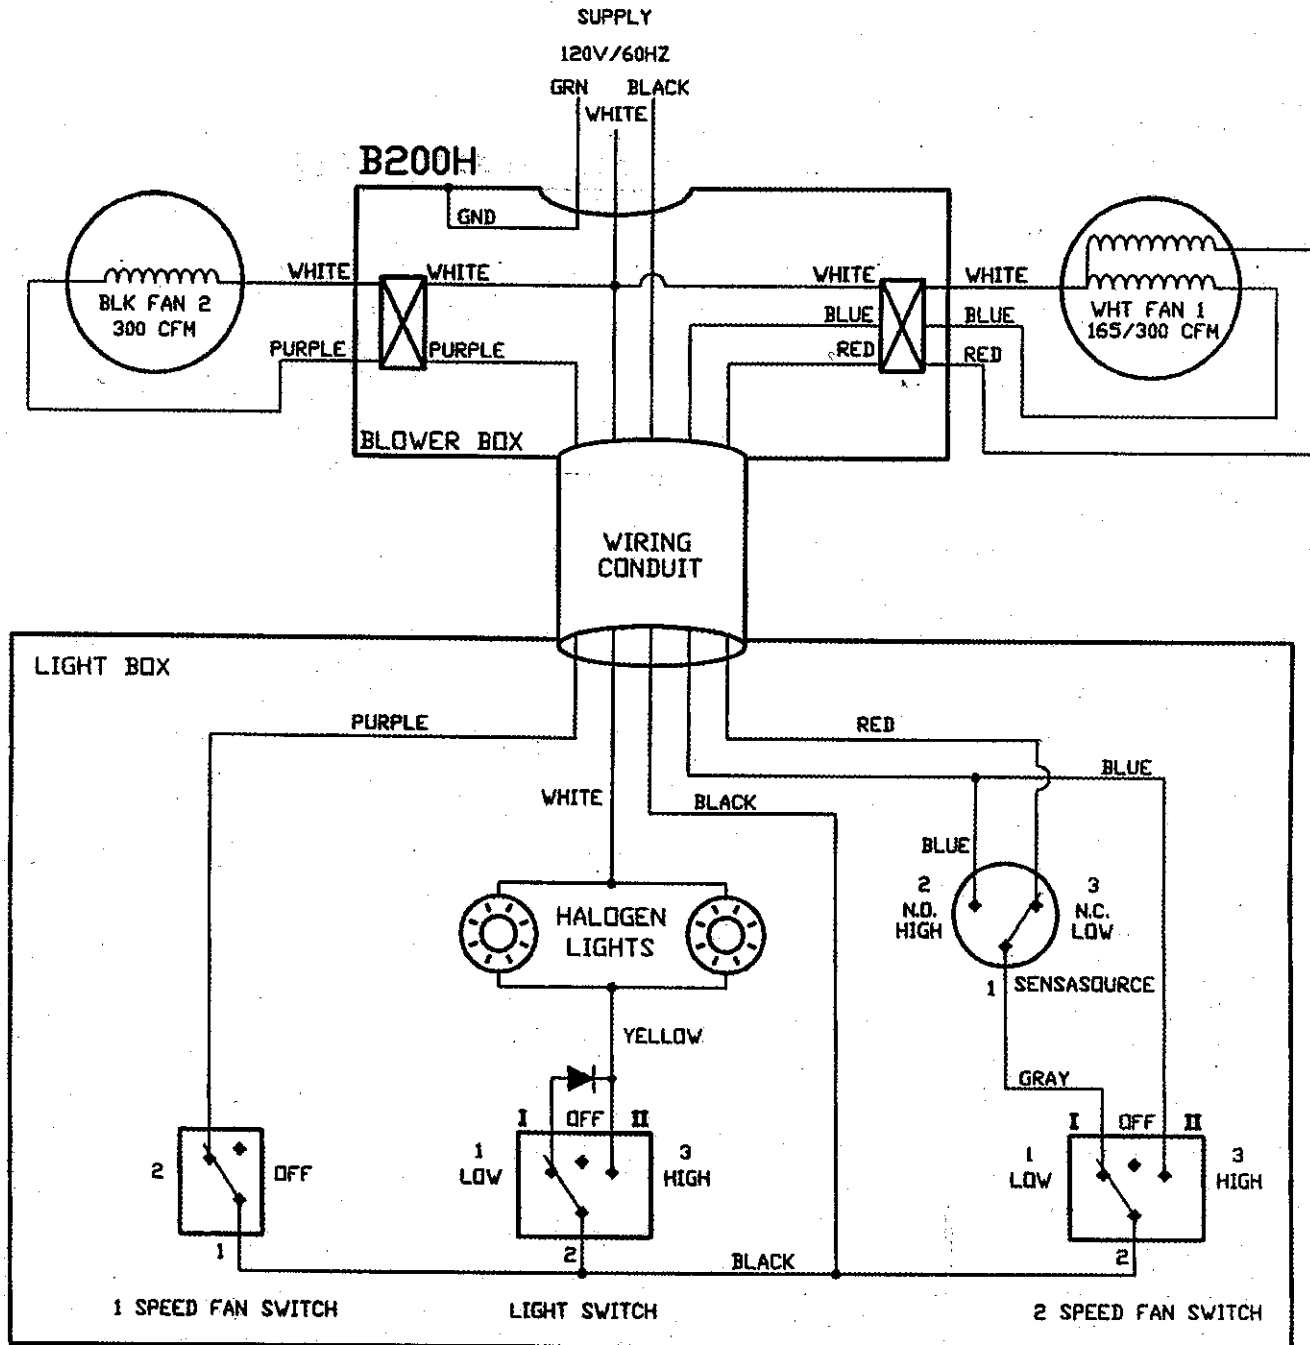 SUPPLY
120V/60HZ
GRN BLACK
WHITE
B200H
GND
WHITE WHITE WHITE WHITE
BLK FAN 2
300 CFM
BLUE BLUE
WHT FAN 1
165/300 CFM
PURPLE PURPLE RED RED
BLOWER BOX
WIRING
CONDUIT
LIGHT BOX
PURPLE RED
BLUE
WHITE BLACK
BLUE
2
N.O.
HIGH
3
N.C.
LOW
HALOGEN
LIGHTS
1 SENSASOURCE
YELLOW
GRAY
I OFF II
I OFF II
2 OFF
1
LOW
3
HIGH
1
LOW
3
HIGH
1 2 BLACK 2
1 SPEED FAN SWITCH LIGHT SWITCH 2 SPEED FAN SWITCH